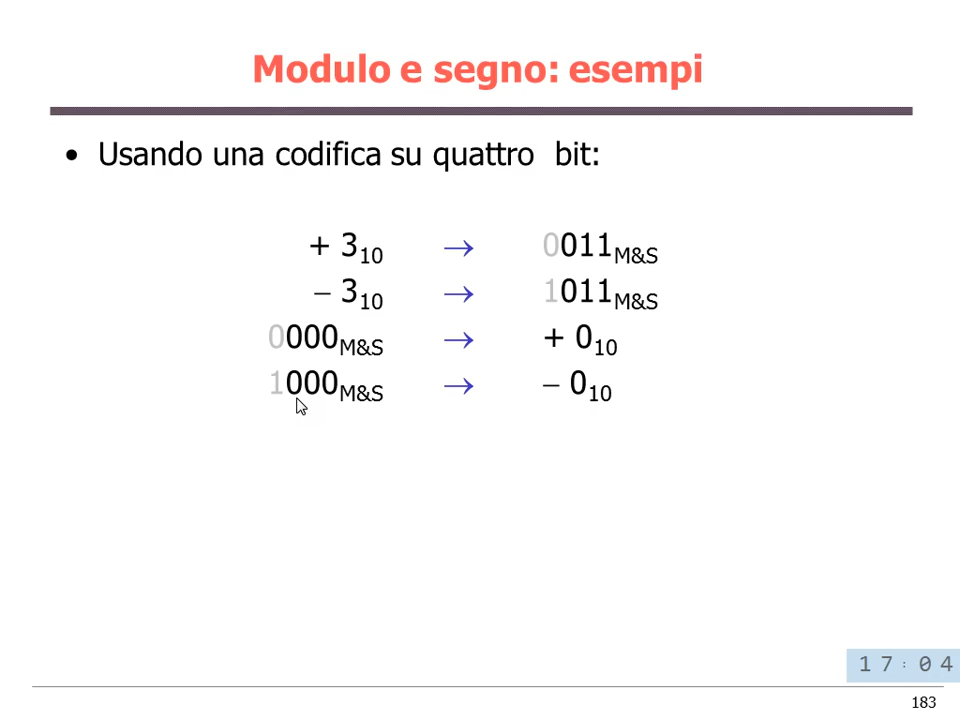 Modulo e segno: esempi
• Usando una codifica su quattro bit:
+ 3₁₀ → 0011M&S
− 3₁₀ → 1011M&S
0000M&S → + 0₁₀
1000M&S → − 0₁₀
17:04
183